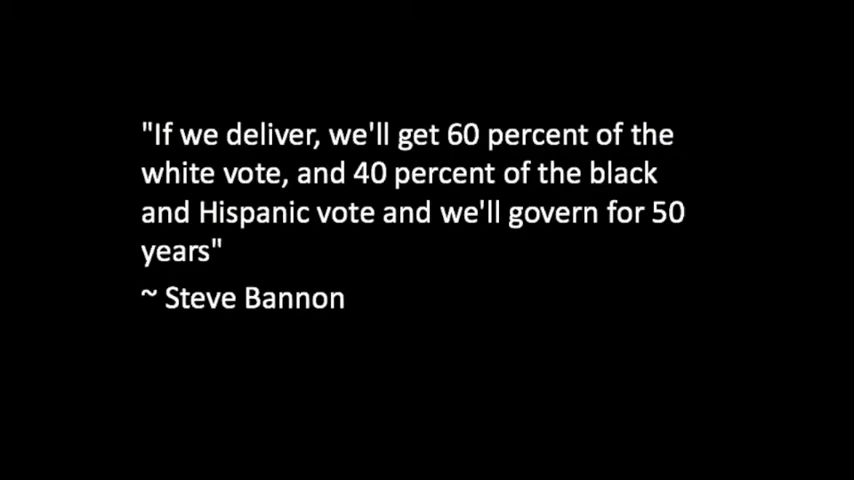 "If we deliver, we'll get 60 percent of the
white vote, and 40 percent of the black
and Hispanic vote and we'll govern for 50
years"
~ Steve Bannon